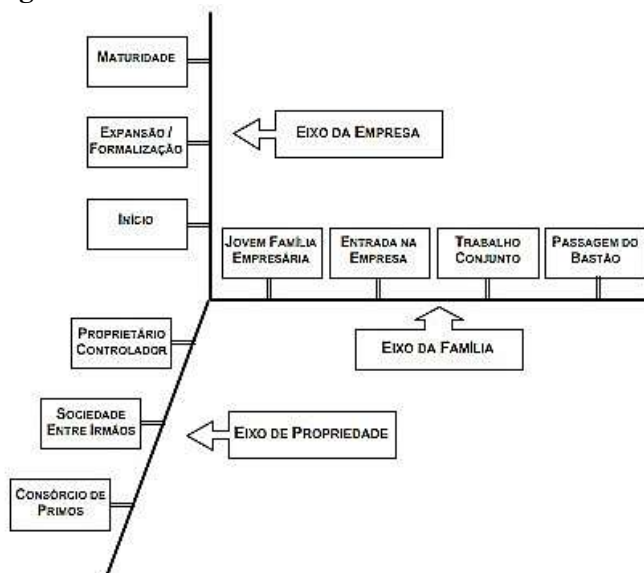 MATURIDADE
EXPANSÃO /
FORMALIZAÇÃO
EIXO DA EMPRESA
INÍCIO
JOVEM FAMÍLIA
EMPRESÁRIA
ENTRADA NA
EMPRESA
TRABALHO
CONJUNTO
PASSAGEM DO
BASTÃO
PROPRIETÁRIO
CONTROLADOR
EIXO DA FAMÍLIA
SOCIEDADE
ENTRE IRMÃOS
EIXO DE PROPRIEDADE
CONSÓRCIO DE
PRIMOS